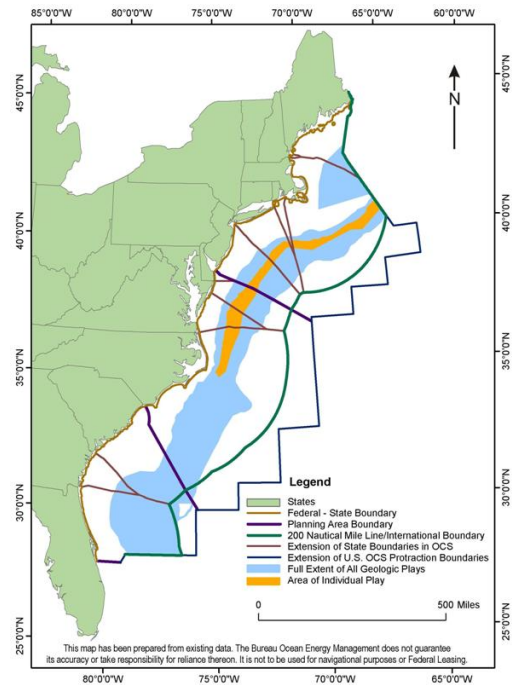 85°0'0"W 80°0'0"W 75°0'0"W 70°0'0"W 65°0'0"W 60°0'0"W
45°0'0"N
45°0'0"N
N
40°0'0"N
40°0'0"N
35°0'0"N
35°0'0"N
30°0'0"N
30°0'0"N
25°0'0"N
25°0'0"N
Legend
States
Federal - State Boundary
Planning Area Boundary
200 Nautical Mile Line/International Boundary
Extension of State Boundaries in OCS
Extension of U.S. OCS Protraction Boundaries
Full Extent of All Geologic Plays
Area of Individual Play
0 500 Miles
This map has been prepared from existing data. The Bureau Ocean Energy Management does not guarantee
its accuracy or take responsibility for reliance thereon. It is not to be used for navigational purposes or Federal Leasing.
80°0'0"W 75°0'0"W 70°0'0"W 65°0'0"W